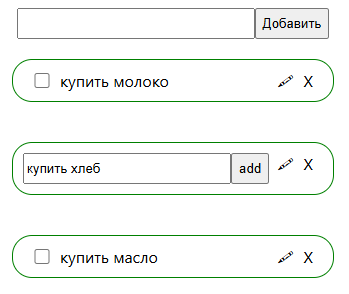 Добавить
купить молоко 🖋 X
купить хлеб add 🖋 X
купить масло 🖋 X